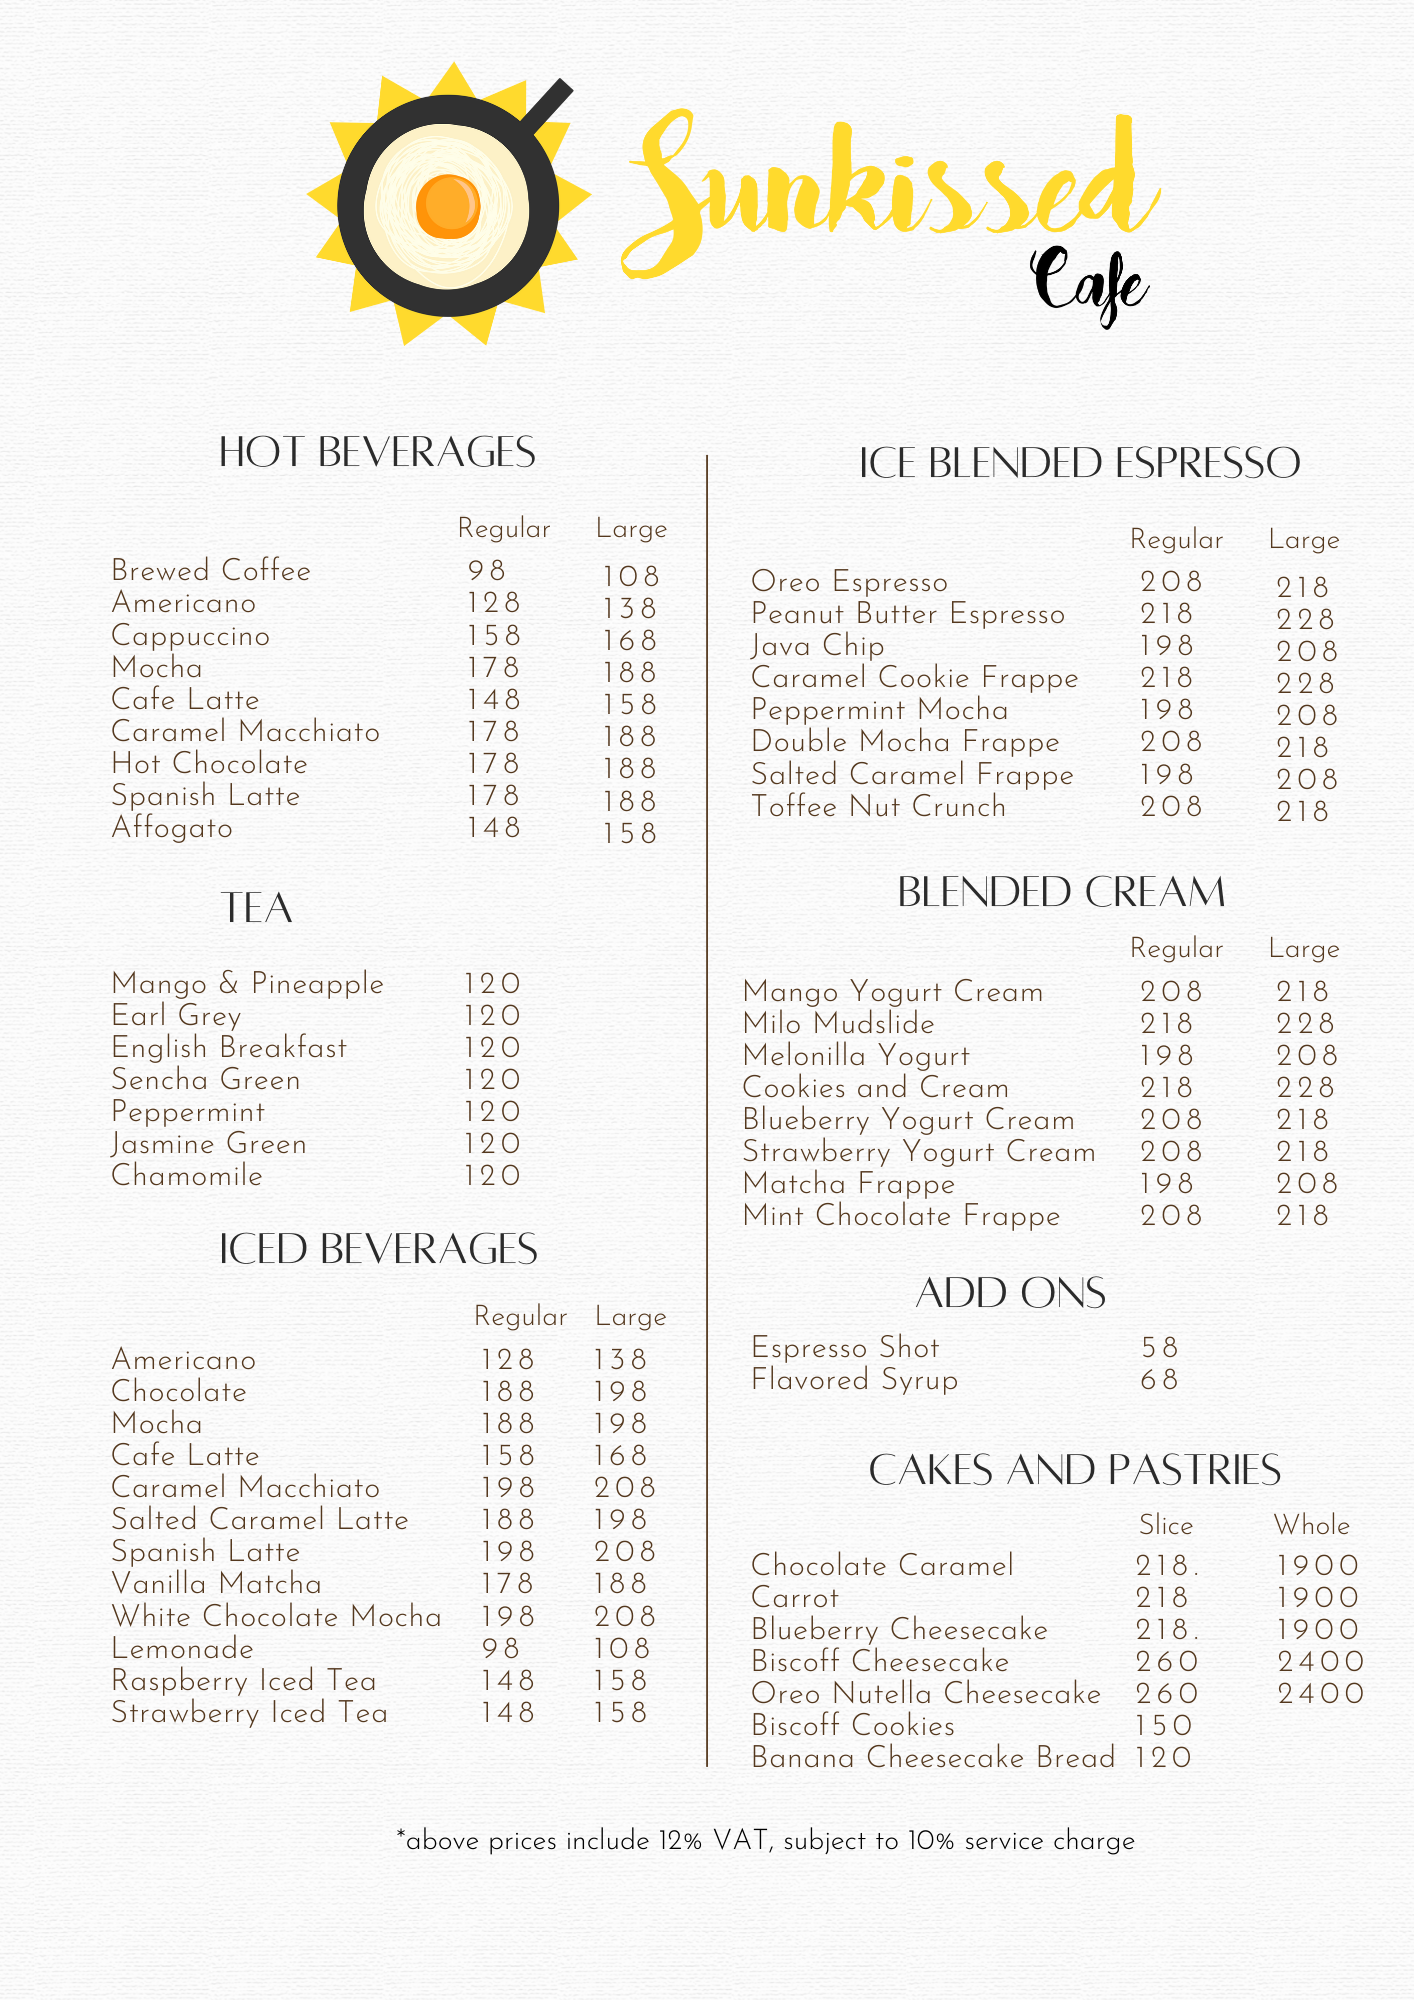 Sunkissed
Cafe
HOT BEVERAGES
Regular Large
Brewed Coffee 98 108
Americano 128 138
Cappuccino 158 168
Mocha 178 188
Cafe Latte 148 158
Caramel Macchiato 178 188
Hot Chocolate 178 188
Spanish Latte 178 188
Affogato 148 158
TEA
Mango & Pineapple 120
Earl Grey 120
English Breakfast 120
Sencha Green 120
Peppermint 120
Jasmine Green 120
Chamomile 120
ICED BEVERAGES
Regular Large
Americano 128 138
Chocolate 188 198
Mocha 188 198
Cafe Latte 158 168
Caramel Macchiato 198 208
Salted Caramel Latte 188 198
Spanish Latte 198 208
Vanilla Matcha 178 188
White Chocolate Mocha 198 208
Lemonade 98 108
Raspberry Iced Tea 148 158
Strawberry Iced Tea 148 158
ICE BLENDED ESPRESSO
Regular Large
Oreo Espresso 208 218
Peanut Butter Espresso 218 228
Java Chip 198 208
Caramel Cookie Frappe 218 228
Peppermint Mocha 198 208
Double Mocha Frappe 208 218
Salted Caramel Frappe 198 208
Toffee Nut Crunch 208 218
BLENDED CREAM
Regular Large
Mango Yogurt Cream 208 218
Milo Mudslide 218 228
Melonilla Yogurt 198 208
Cookies and Cream 218 228
Blueberry Yogurt Cream 208 218
Strawberry Yogurt Cream 208 218
Matcha Frappe 198 208
Mint Chocolate Frappe 208 218
ADD ONS
Espresso Shot 58
Flavored Syrup 68
CAKES AND PASTRIES
Slice Whole
Chocolate Caramel 218. 1900
Carrot 218 1900
Blueberry Cheesecake 218. 1900
Biscoff Cheesecake 260 2400
Oreo Nutella Cheesecake 260 2400
Biscoff Cookies 150
Banana Cheesecake Bread 120
*above prices include 12% VAT, subject to 10% service charge